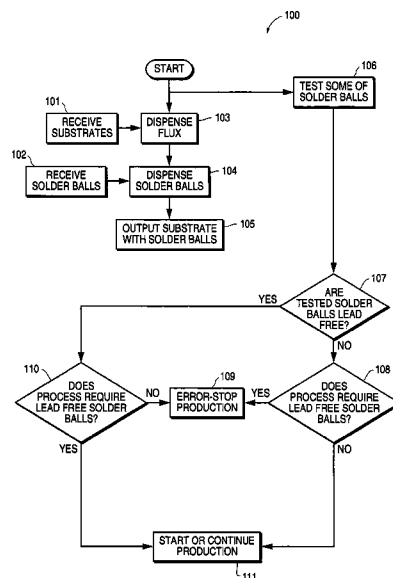 100
START
106
TEST SOME OF
SOLDER BALLS
101
RECEIVE
SUBSTRATES
DISPENSE
FLUX
103
102
RECEIVE
SOLDER BALLS
DISPENSE
SOLDER BALLS
104
OUTPUT SUBSTRATE
WITH SOLDER BALLS
105
107
YES
ARE
TESTED SOLDER
BALLS LEAD
FREE?
NO
110
DOES
PROCESS REQUIRE
LEAD FREE SOLDER
BALLS?
NO
YES
109
ERROR-STOP
PRODUCTION
YES
108
DOES
PROCESS REQUIRE
LEAD FREE SOLDER
BALLS?
NO
START OR CONTINUE
PRODUCTION
111